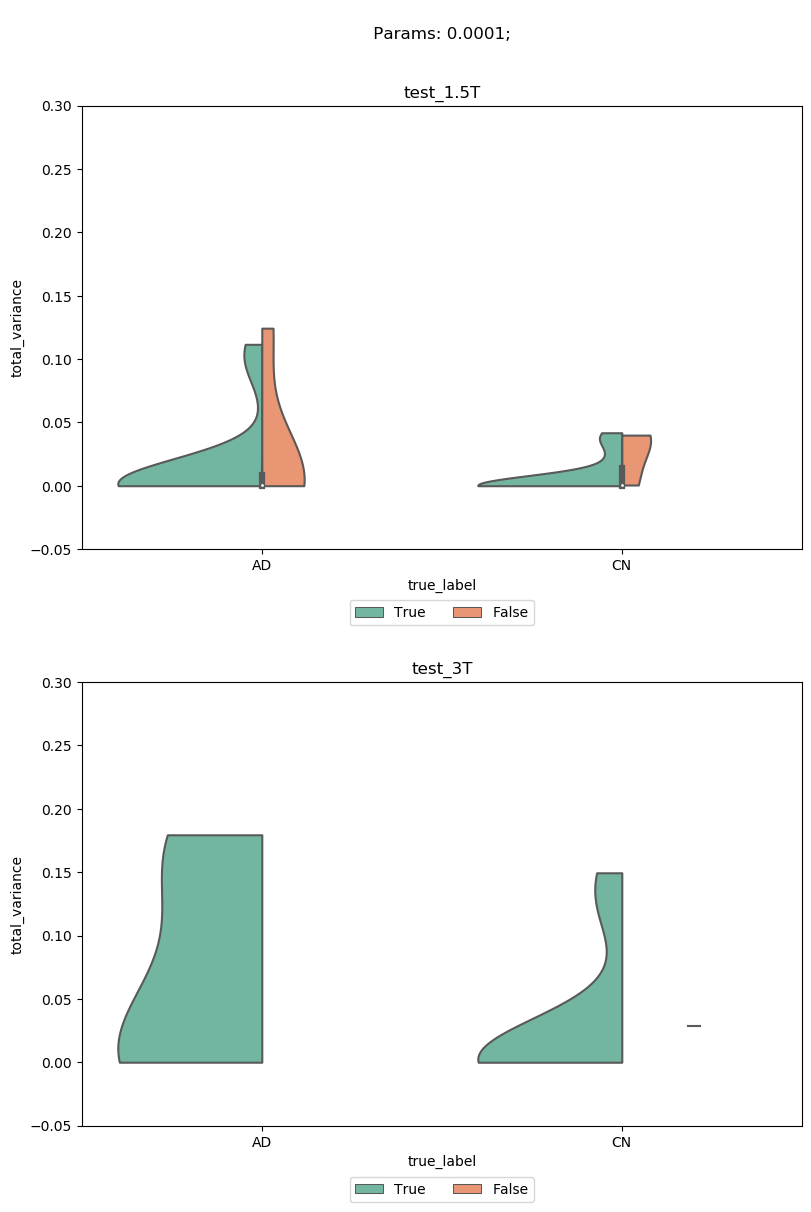 Params: 0.0001;
test_1.5T
0.30
0.25
0.20
0.15
0.10
0.05
0.00
−0.05
total_variance
AD CN
true_label
True False
test_3T
0.30
0.25
0.20
0.15
0.10
0.05
0.00
−0.05
total_variance
AD CN
true_label
True False